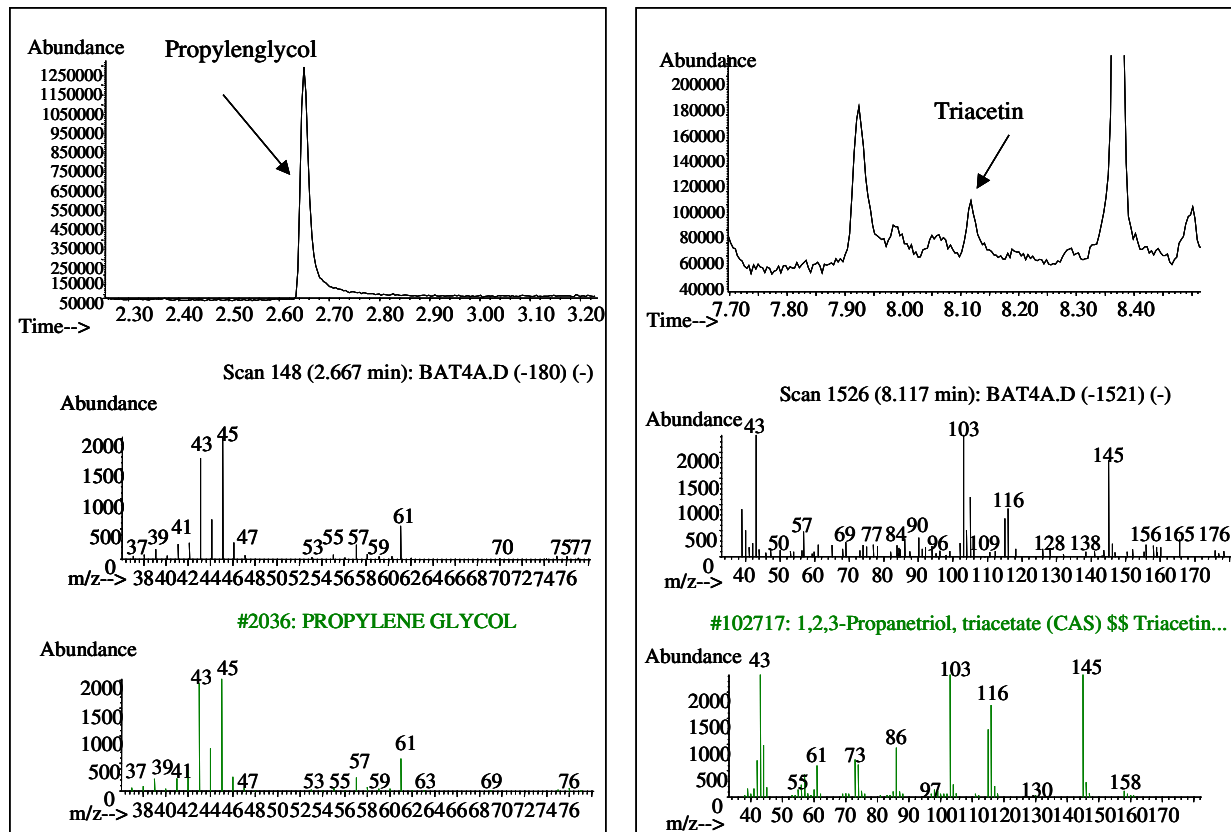 Abundance
Propylenglycol
1250000
1150000
1050000
950000
850000
750000
650000
550000
450000
350000
250000
150000
50000
2.30 2.40 2.50 2.60 2.70 2.80 2.90 3.00 3.10 3.20
Time-->
Scan 148 (2.667 min): BAT4A.D (-180) (-)
Abundance
2000
1500
1000
500
0
37 39 41 43 45 47 53 55 57 59 61 70 75 77
38 40 42 44 46 48 50 52 54 56 58 60 62 64 66 68 70 72 74 76
m/z-->
#2036: PROPYLENE GLYCOL
Abundance
2000
1500
1000
500
0
37 39 41 43 45 47 53 55 57 59 61 63 69 76
38 40 42 44 46 48 50 52 54 56 58 60 62 64 66 68 70 72 74 76
m/z-->
Abundance
Triacetin
200000
180000
160000
140000
120000
100000
80000
60000
40000
7.70 7.80 7.90 8.00 8.10 8.20 8.30 8.40
Time-->
Scan 1526 (8.117 min): BAT4A.D (-1521) (-)
Abundance
2000
1500
1000
500
0
43 50 57 69 77 84 90 96 103 109 116 128 138 145 156 165 176
40 50 60 70 80 90 100 110 120 130 140 150 160 170
m/z-->
#102717: 1,2,3-Propanetriol, triacetate (CAS) $$ Triacetin...
Abundance
2000
1500
1000
500
0
43 55 61 73 86 97 103 116 130 145 158
40 50 60 70 80 90 100 110 120 130 140 150 160 170
m/z-->